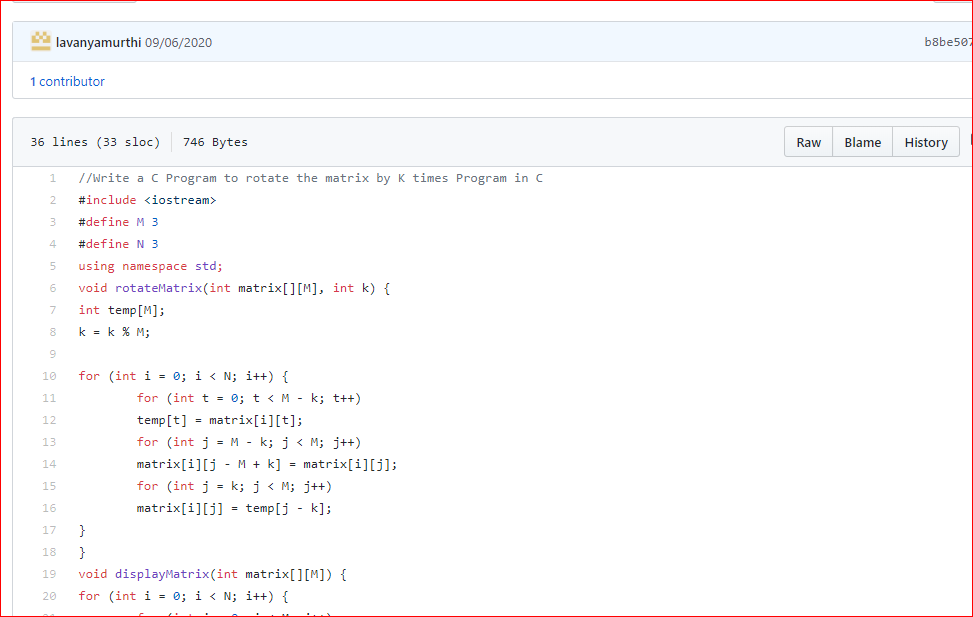 lavanyamurthi 09/06/2020 b8be507
1 contributor
36 lines (33 sloc) 746 Bytes Raw Blame History
1 //Write a C Program to rotate the matrix by K times Program in C
2 #include <iostream>
3 #define M 3
4 #define N 3
5 using namespace std;
6 void rotateMatrix(int matrix[][M], int k) {
7 int temp[M];
8 k = k % M;
9
10 for (int i = 0; i < N; i++) {
11 for (int t = 0; t < M - k; t++)
12 temp[t] = matrix[i][t];
13 for (int j = M - k; j < M; j++)
14 matrix[i][j - M + k] = matrix[i][j];
15 for (int j = k; j < M; j++)
16 matrix[i][j] = temp[j - k];
17 }
18 }
19 void displayMatrix(int matrix[][M]) {
20 for (int i = 0; i < N; i++) {